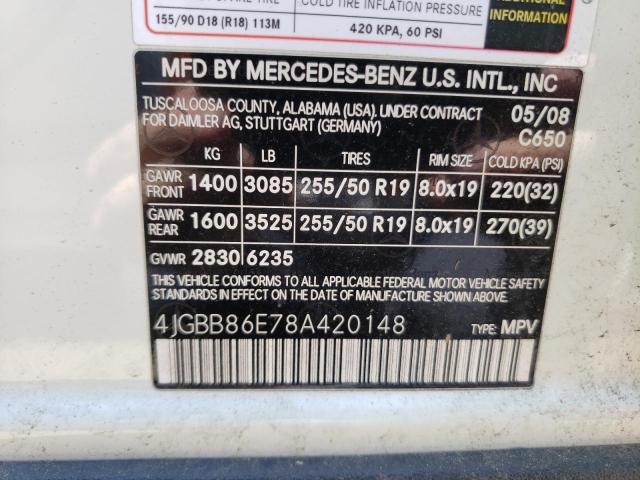 155/90 D18 (R18) 113M
COLD TIRE INFLATION PRESSURE
420 KPA, 60 PSI
ADDITIONAL
INFORMATION
MFD BY MERCEDES-BENZ U.S. INTL., INC
TUSCALOOSA COUNTY, ALABAMA (USA). UNDER CONTRACT
FOR DAIMLER AG, STUTTGART (GERMANY)
05/08
C650
KG LB TIRES RIM SIZE COLD KPA (PSI)
GAWR FRONT 1400 3085 255/50 R19 8.0x19 220(32)
GAWR REAR 1600 3525 255/50 R19 8.0x19 270(39)
GVWR 2830 6235
THIS VEHICLE CONFORMS TO ALL APPLICABLE FEDERAL MOTOR VEHICLE SAFETY
STANDARDS IN EFFECT ON THE DATE OF MANUFACTURE SHOWN ABOVE.
4JGBB86E78A420148
TYPE: MPV